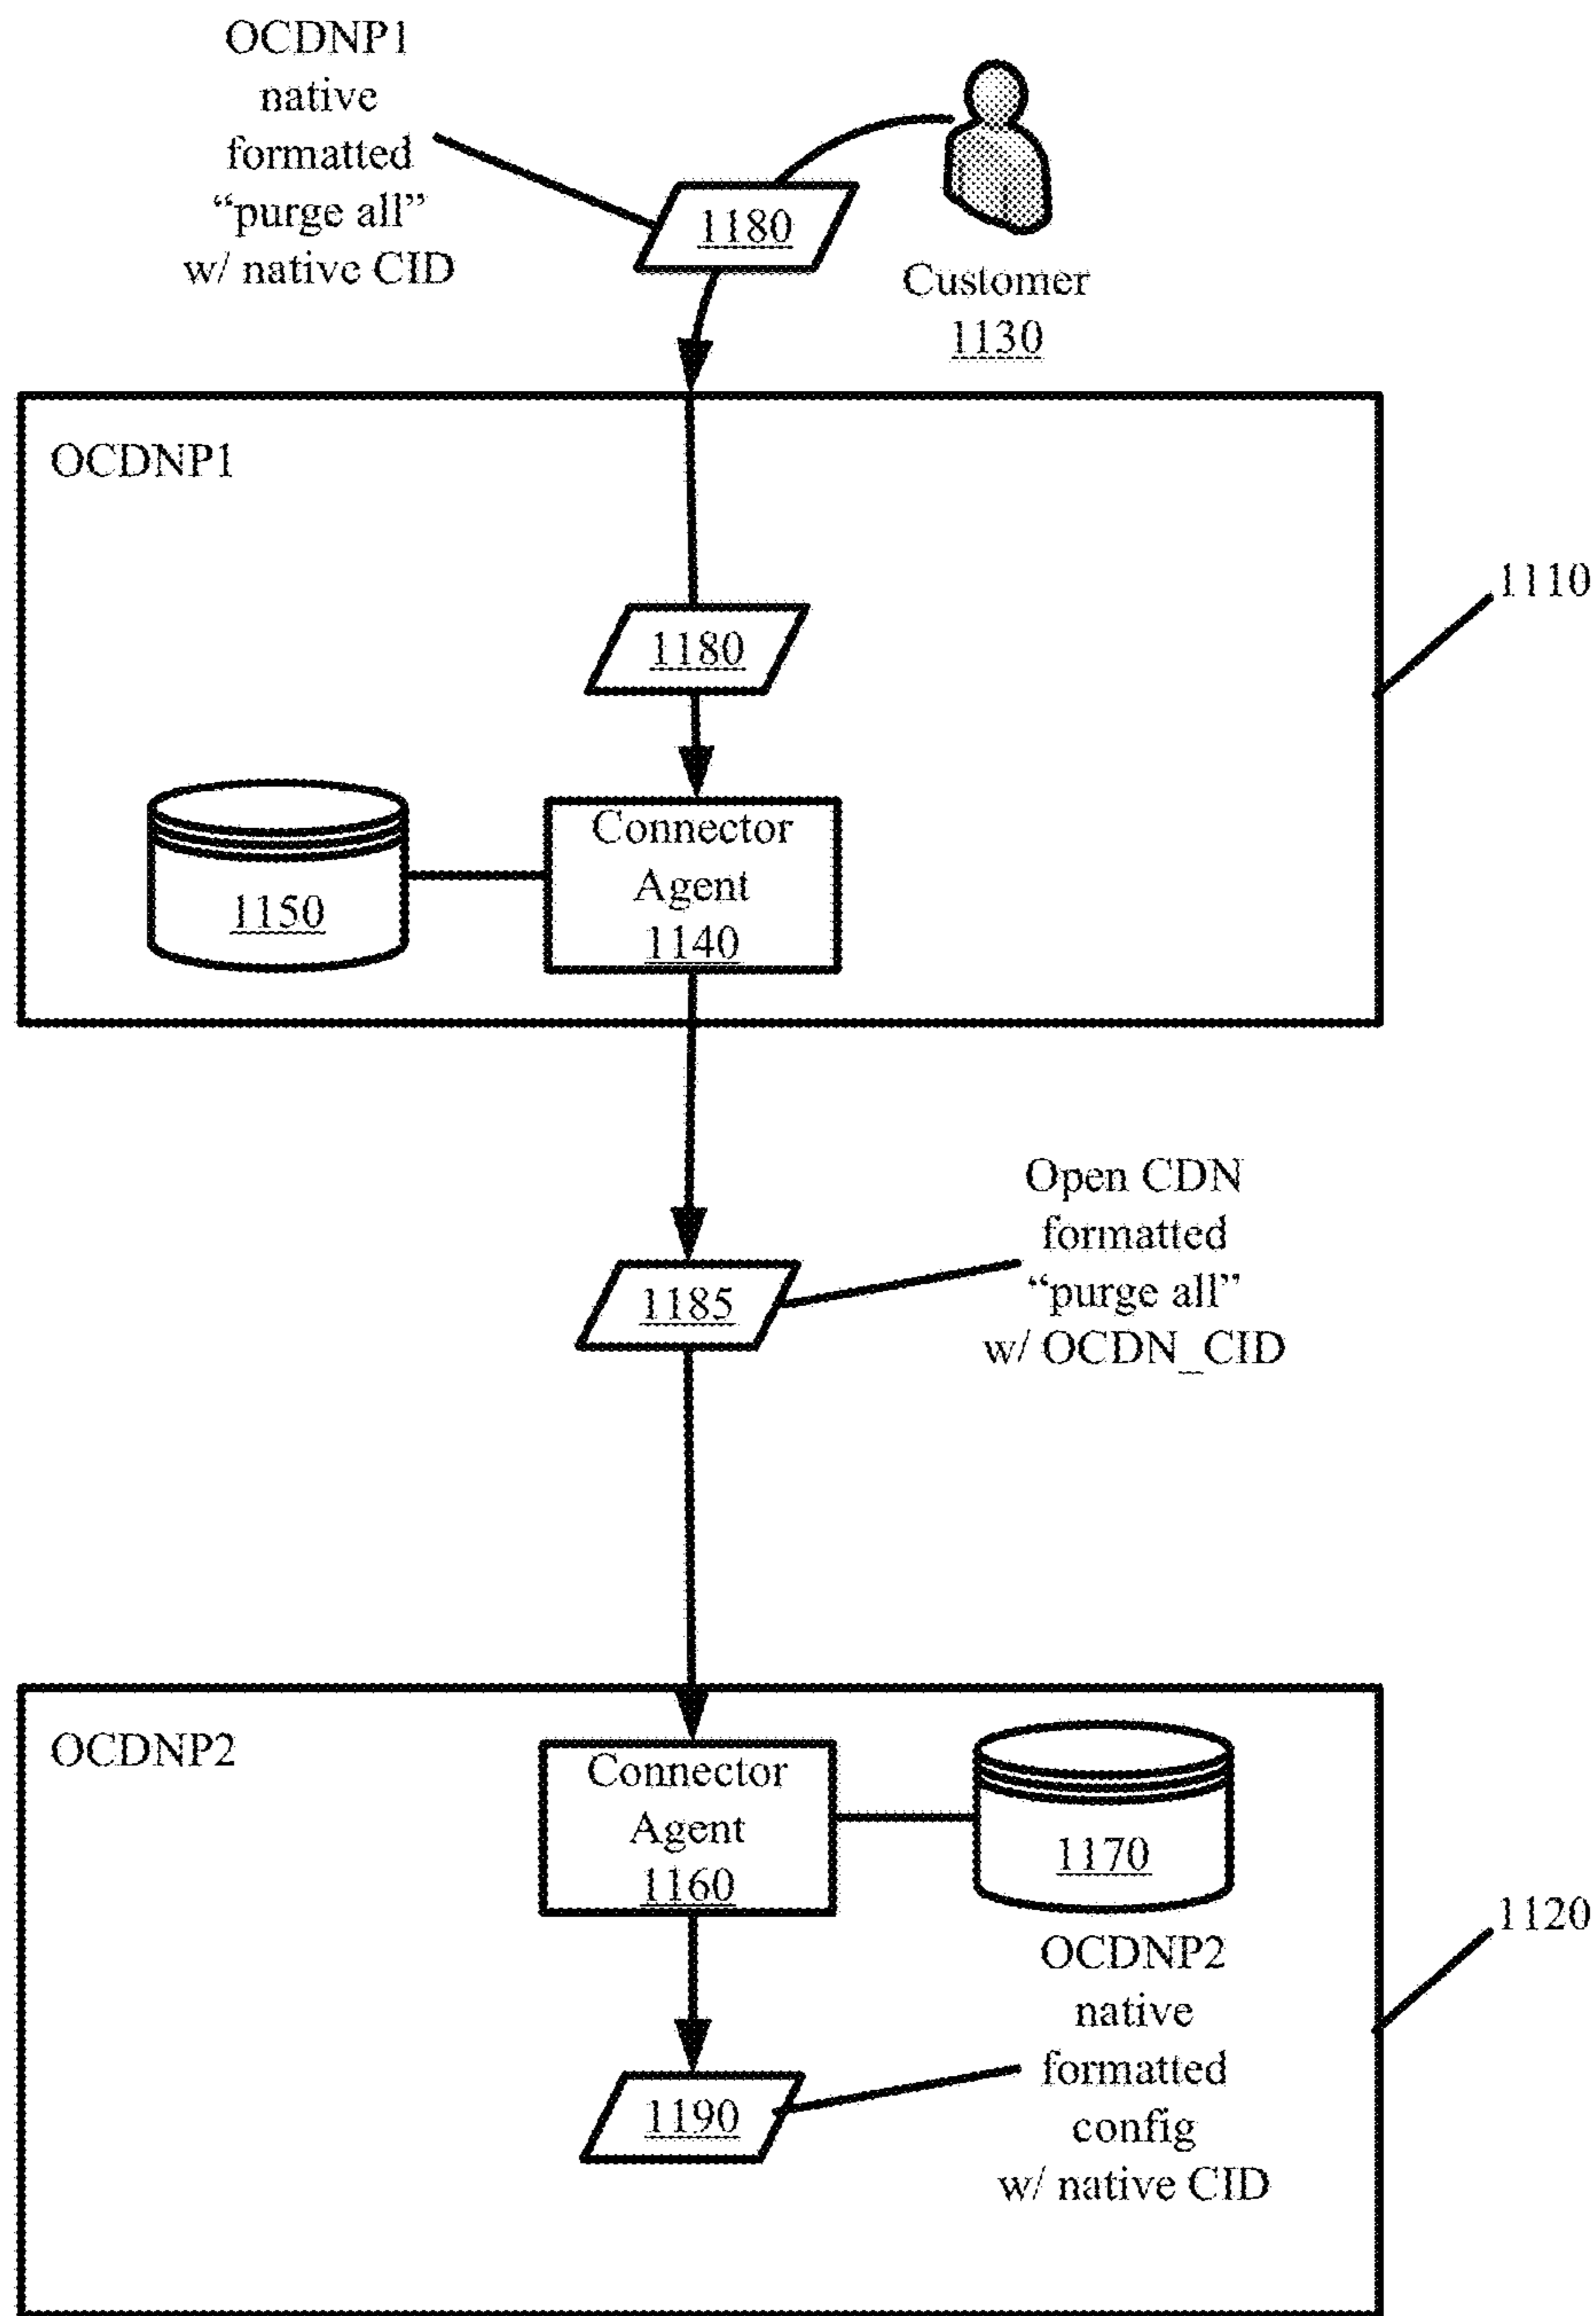 OCDNP1
native
formatted
“purge all”
w/ native CID
1180
Customer
1130
OCDNP1
1110
1180
Connector
Agent
1140
1150
Open CDN
formatted
“purge all”
w/ OCDN_CID
1185
OCDNP2
Connector
Agent
1160
1170
1120
OCDNP2
native
formatted
config
w/ native CID
1190